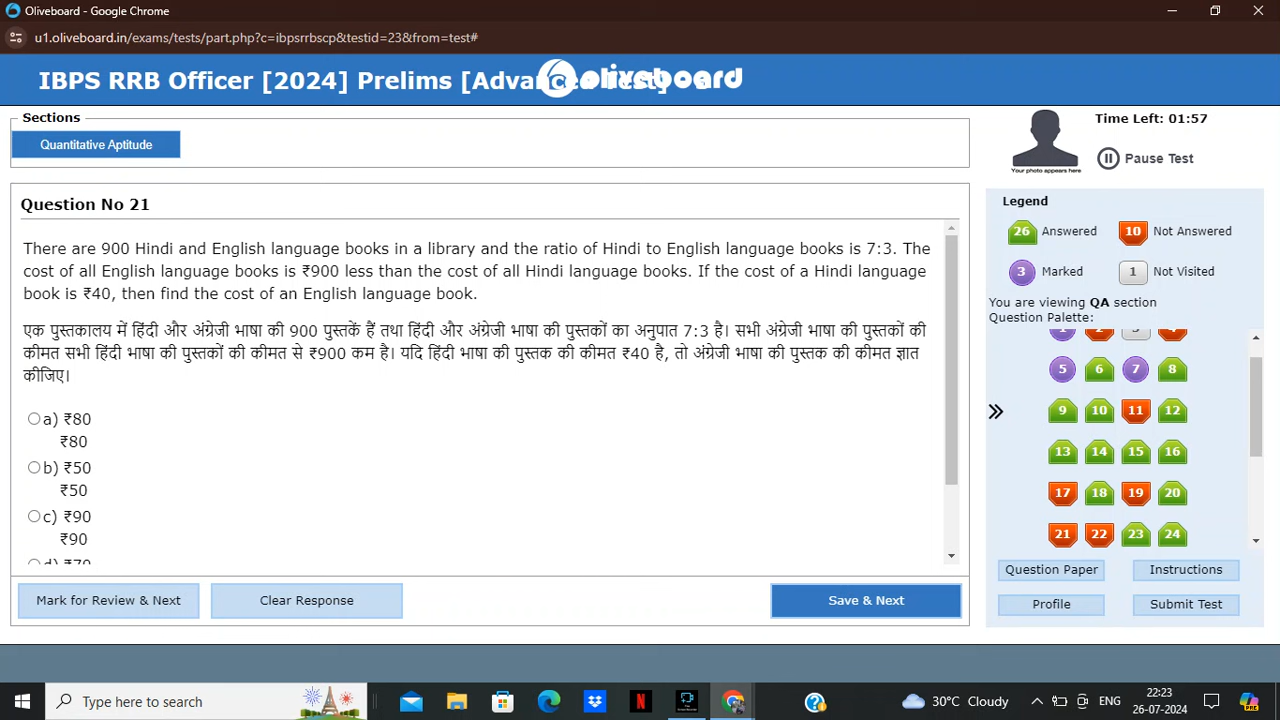 Oliveboard - Google Chrome
u1.oliveboard.in/exams/tests/part.php?c=ibpsrrbscp&testid=23&from=test#
IBPS RRB Officer [2024] Prelims [Advanced Test]
oliveboard
Sections
Quantitative Aptitude
Time Left: 01:57
Pause Test
Your photo appears here
Question No 21
There are 900 Hindi and English language books in a library and the ratio of Hindi to English language books is 7:3. The
cost of all English language books is ₹900 less than the cost of all Hindi language books. If the cost of a Hindi language
book is ₹40, then find the cost of an English language book.
एक पुस्तकालय में हिंदी और अंग्रेजी भाषा की 900 पुस्तकें हैं तथा हिंदी और अंग्रेजी भाषा की पुस्तकों का अनुपात 7:3 है। सभी अंग्रेजी भाषा की पुस्तकों की
कीमत सभी हिंदी भाषा की पुस्तकों की कीमत से ₹900 कम है। यदि हिंदी भाषा की पुस्तक की कीमत ₹40 है, तो अंग्रेजी भाषा की पुस्तक की कीमत ज्ञात
कीजिए।
a) ₹80
₹80
b) ₹50
₹50
c) ₹90
₹90
d) ₹70
Mark for Review & Next
Clear Response
Save & Next
Legend
26 Answered
10 Not Answered
3 Marked
1 Not Visited
You are viewing QA section
Question Palette:
1 2 3 4
5 6 7 8
9 10 11 12
13 14 15 16
17 18 19 20
21 22 23 24
Question Paper
Instructions
Profile
Submit Test
Type here to search
30°C Cloudy
ENG
22:23
26-07-2024